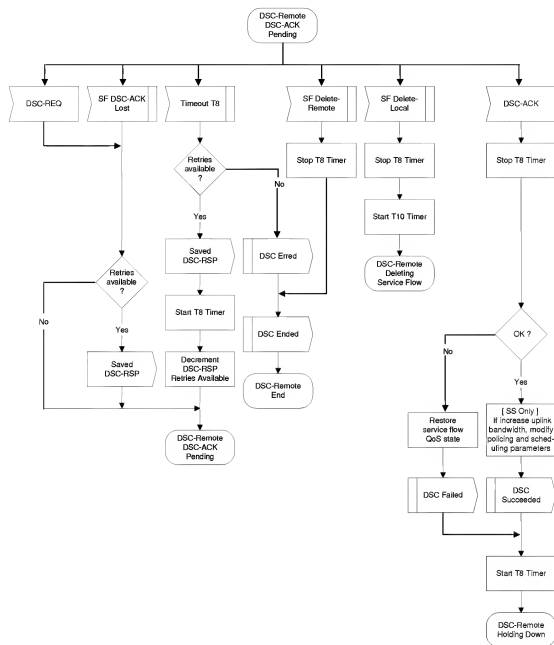 DSC-Remote
DSC-ACK
Pending
DSC-REQ
SF DSC-ACK
Lost
Timeout T8
SF Delete-
Remote
SF Delete-
Local
DSC-ACK
Retries
available
?
No
Yes
Stop T8 Timer
Stop T8 Timer
Stop T8 Timer
Start T10 Timer
Saved
DSC-RSP
DSC Erred
DSC-Remote
Deleting
Service Flow
Retries
available
?
No
Yes
Start T8 Timer
DSC Ended
OK ?
No
Yes
Saved
DSC-RSP
Decrement
DSC-RSP
Retries Available
DSC-Remote
End
DSC-Remote
DSC-ACK
Pending
Restore
service flow
QoS state
[ SS Only ]
If increase uplink
bandwidth, modify
policing and sched-
uling parameters
DSC Failed
DSC
Succeeded
Start T8 Timer
DSC-Remote
Holding Down